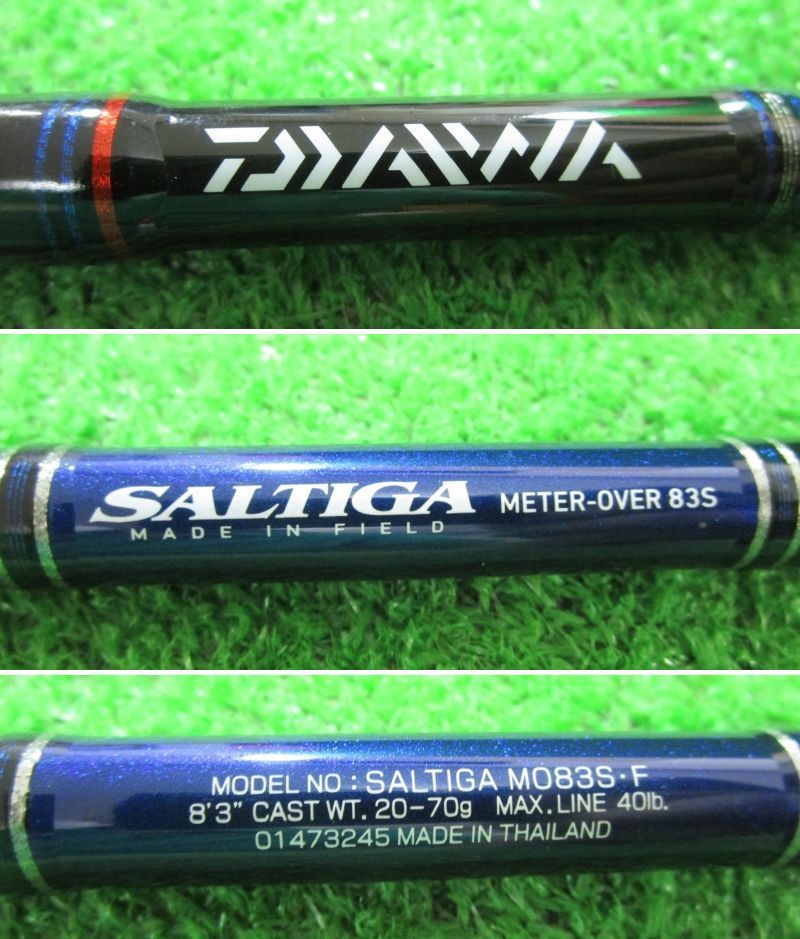 DAIWA
SALTIGA METER-OVER 83S
MADE IN FIELD
MODEL NO : SALTIGA MO83S·F
8'3" CAST WT. 20-70g MAX.LINE 40lb.
01473245 MADE IN THAILAND